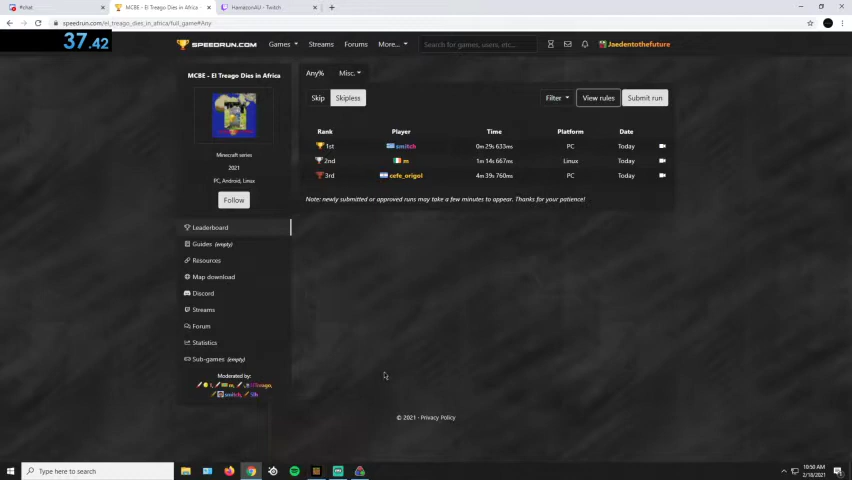 #chat
MCBE - El Treago Dies in Africa -
HamazonAU - Twitch
speedrun.com/el_treago_dies_in_africa/full_game#Any
37.42
SPEEDRUN.COM
Games
Streams
Forums
More...
Search for games, users, etc...
Jaedentothefuture
MCBE - El Treago Dies in Africa
Minecraft series
2021
PC, Android, Linux
Follow
Leaderboard
Guides (empty)
Resources
Map download
Discord
Streams
Forum
Statistics
Sub-games (empty)
Moderated by:
Any%
Misc.
Skip
Skipless
Filter
View rules
Submit run
Rank Player Time Platform Date
1st smitch 0m 29s 633ms PC Today
2nd m 1m 14s 667ms Linux Today
3rd cefe_origol 4m 39s 760ms PC Today
Note: newly submitted or approved runs may take a few minutes to appear. Thanks for your patience!
© 2021 - Privacy Policy
Type here to search
10:50 AM
2/18/2021